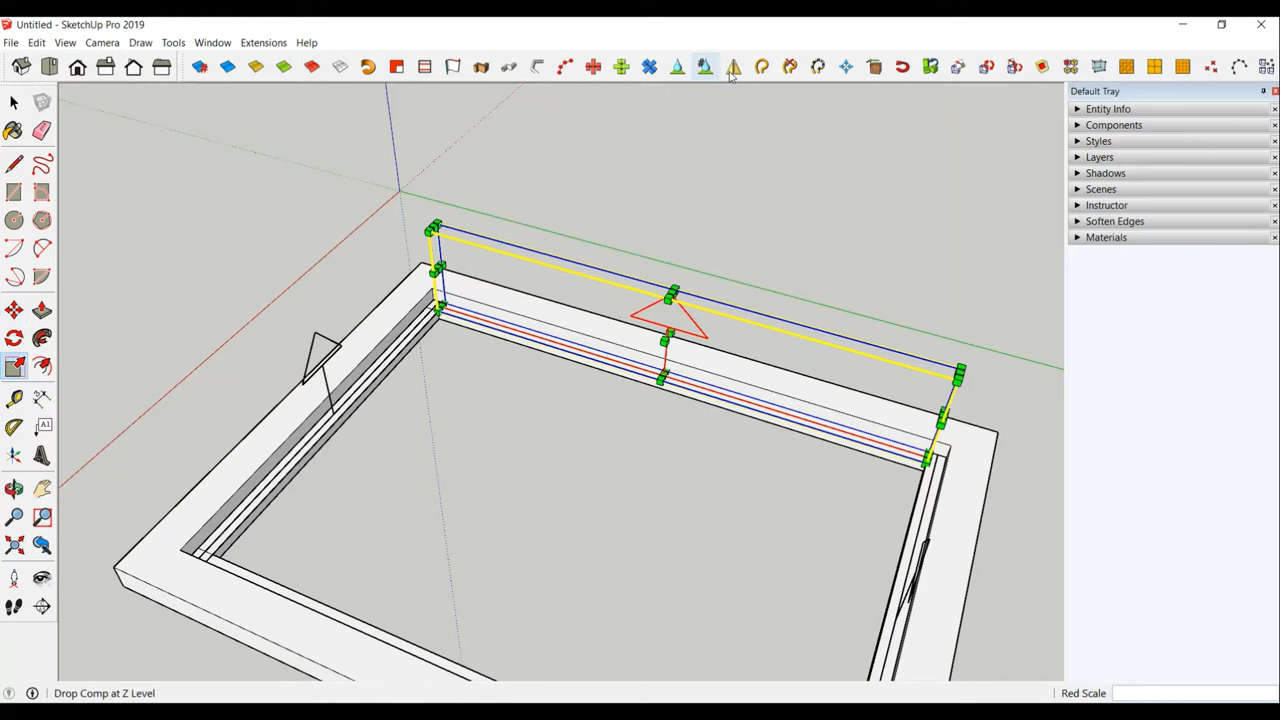 Untitled - SketchUp Pro 2019
File Edit View Camera Draw Tools Window Extensions Help
Default Tray
Entity Info
Components
Styles
Layers
Shadows
Scenes
Instructor
Soften Edges
Materials
A1
Drop Comp at Z Level
Red Scale